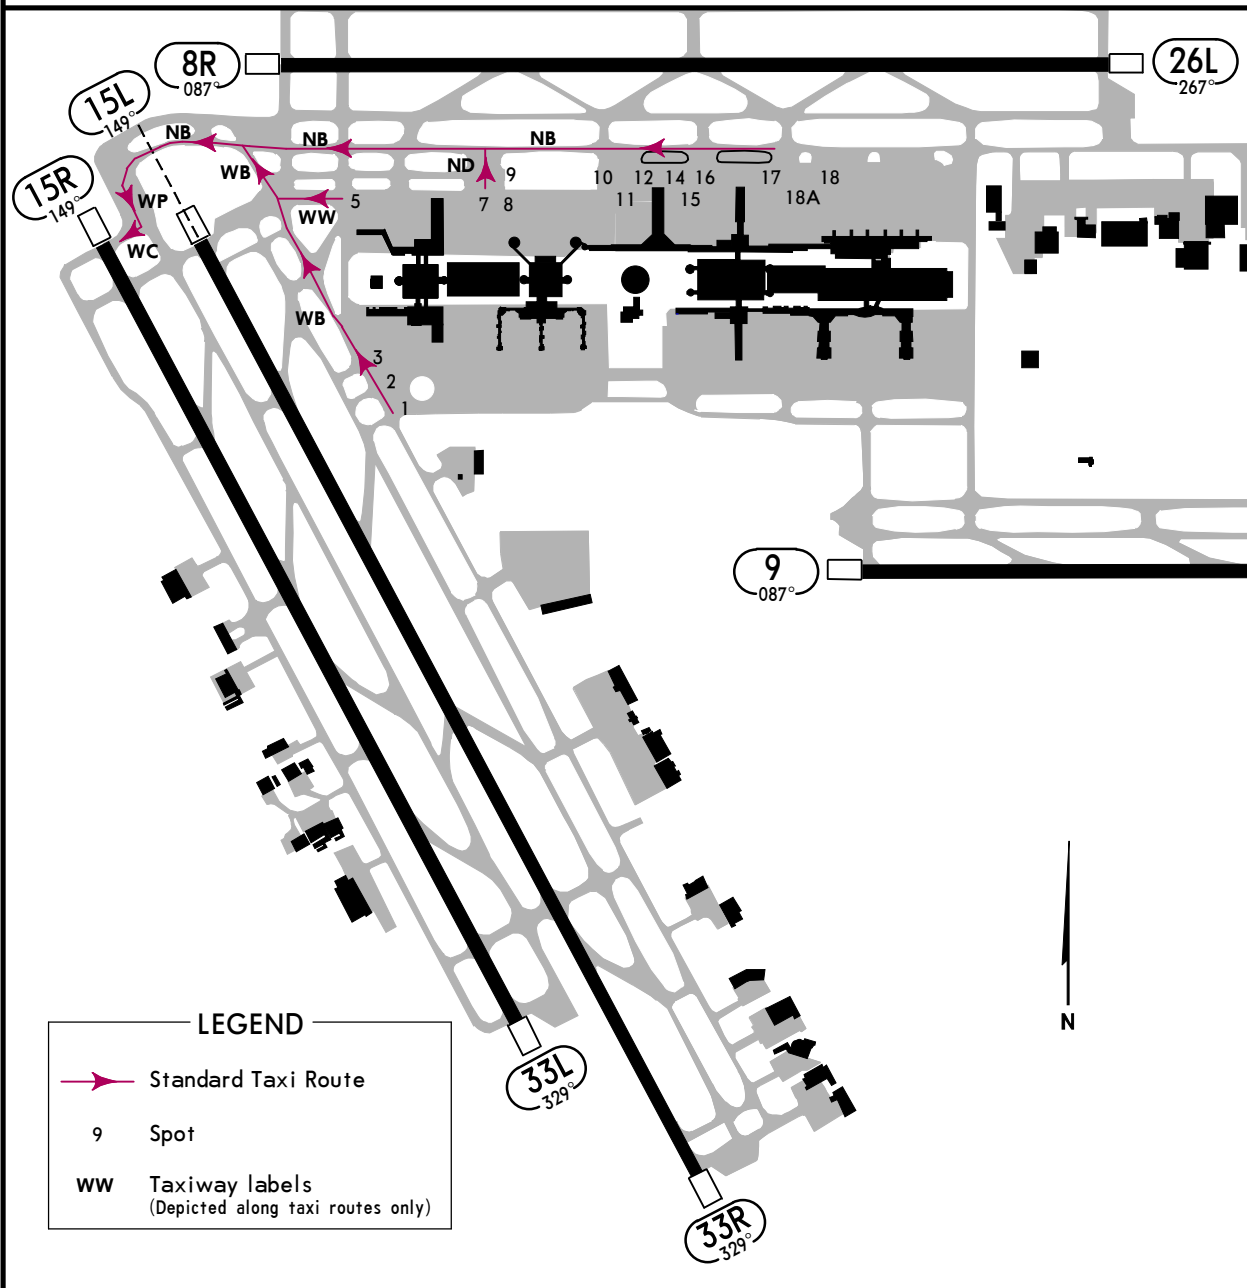 8R
087°
26L
267°
15L
149°
NB
NB
NB
15R
149°
WB
ND
9
10
12
14
16
17
18
WP
WW
5
7
8
11
15
18A
WC
WB
3
2
1
9
087°
N
LEGEND
Standard Taxi Route
9 Spot
WW Taxiway labels
(Depicted along taxi routes only)
33L
329°
33R
329°